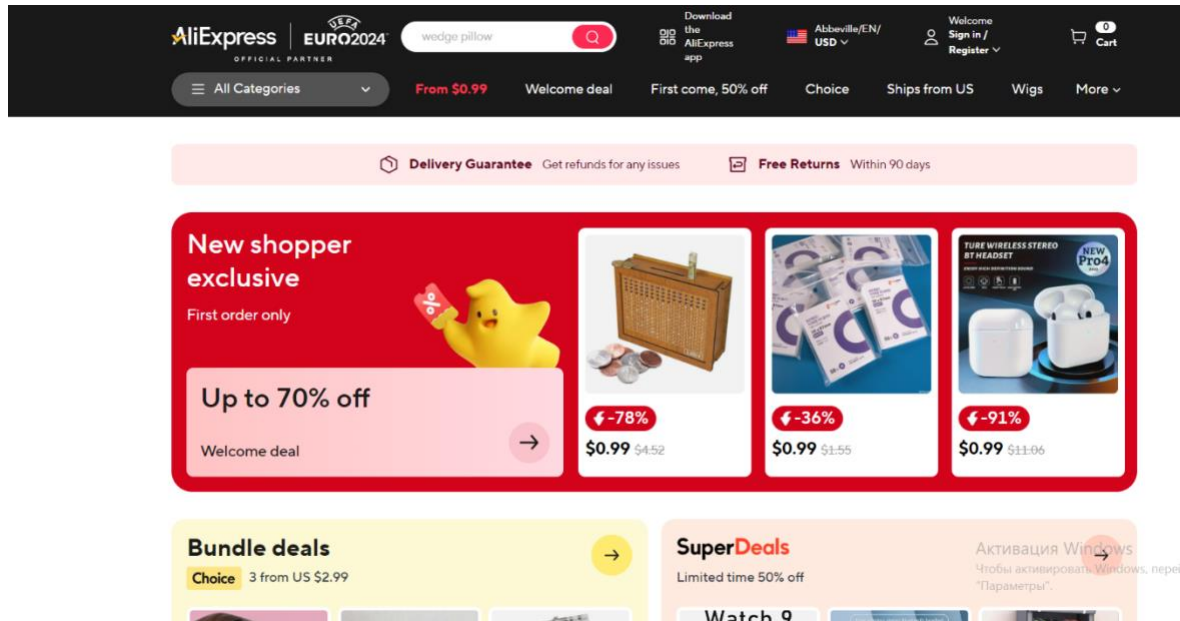 AliExpress
UEFA
EURO2024
OFFICIAL PARTNER
wedge pillow
Download
the
AliExpress
app
Abbeville/EN/
USD
Welcome
Sign in /
Register
0
Cart
All Categories
From $0.99
Welcome deal
First come, 50% off
Choice
Ships from US
Wigs
More
Delivery Guarantee Get refunds for any issues
Free Returns Within 90 days
New shopper
exclusive
First order only
%
Up to 70% off
Welcome deal
-78%
$0.99 $4.52
-36%
$0.99 $1.55
TURE WIRELESS STEREO
BT HEADSET
NEW
Pro4
-91%
$0.99 $11.06
Bundle deals
Choice 3 from US $2.99
SuperDeals
Limited time 50% off
Watch 9
Активация Windows
Чтобы активировать Windows, перей
"Параметры".